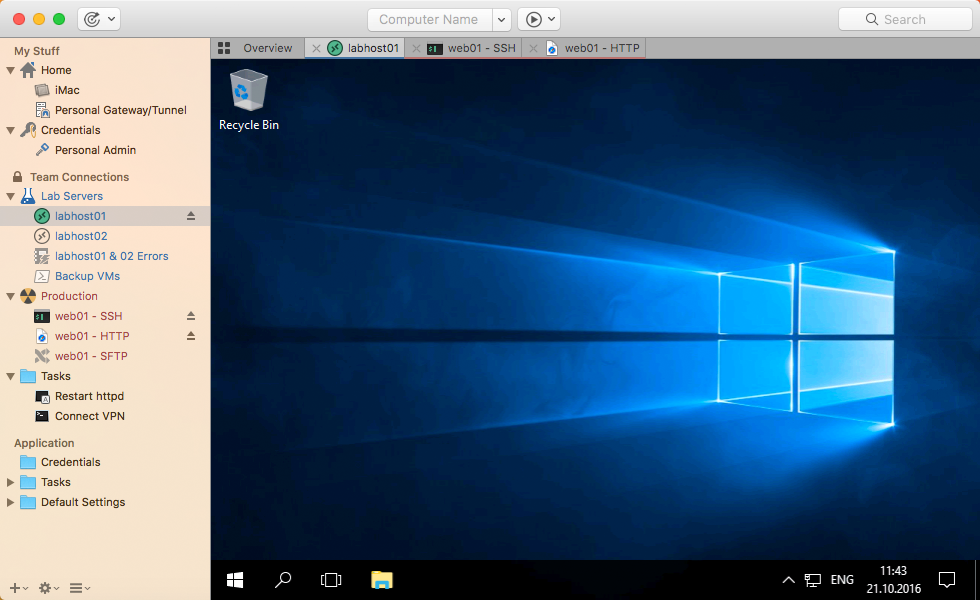 Computer Name
Search
My Stuff
Home
iMac
Personal Gateway/Tunnel
Credentials
Personal Admin
Team Connections
Lab Servers
labhost01
labhost02
labhost01 & 02 Errors
Backup VMs
Production
web01 - SSH
web01 - HTTP
web01 - SFTP
Tasks
Restart httpd
Connect VPN
Application
Credentials
Tasks
Default Settings
Overview
labhost01
web01 - SSH
web01 - HTTP
Recycle Bin
ENG
11:43
21.10.2016